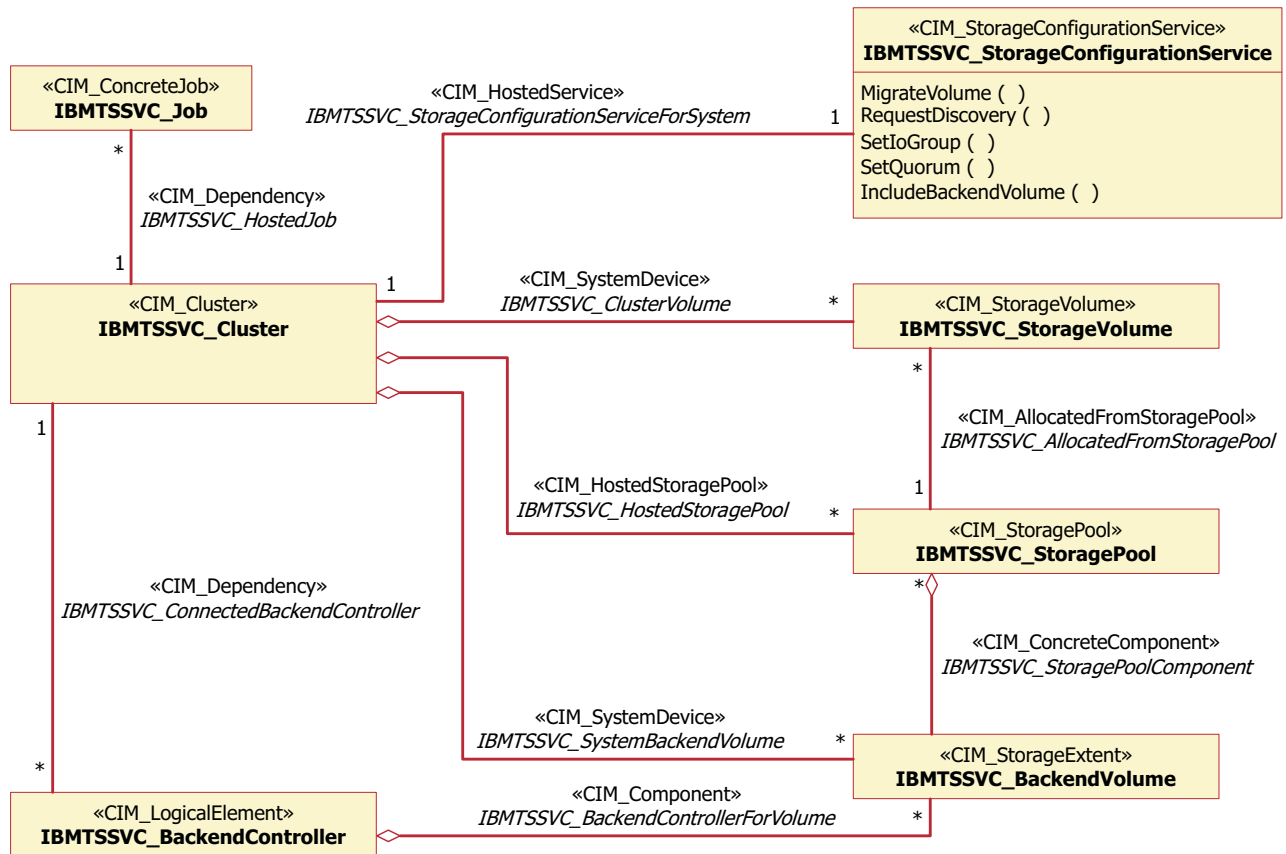 «CIM_StorageConfigurationService»
IBMTSSVC_StorageConfigurationService
MigrateVolume ( )
RequestDiscovery ( )
SetIoGroup ( )
SetQuorum ( )
IncludeBackendVolume ( )
«CIM_ConcreteJob»
IBMTSSVC_Job
«CIM_HostedService»
IBMTSSVC_StorageConfigurationServiceForSystem
1
*
«CIM_Dependency»
IBMTSSVC_HostedJob
1
1
«CIM_Cluster»
IBMTSSVC_Cluster
«CIM_SystemDevice»
IBMTSSVC_ClusterVolume
*
«CIM_StorageVolume»
IBMTSSVC_StorageVolume
*
«CIM_AllocatedFromStoragePool»
IBMTSSVC_AllocatedFromStoragePool
1
1
«CIM_HostedStoragePool»
IBMTSSVC_HostedStoragePool
*
«CIM_StoragePool»
IBMTSSVC_StoragePool
*
«CIM_Dependency»
IBMTSSVC_ConnectedBackendController
«CIM_ConcreteComponent»
IBMTSSVC_StoragePoolComponent
«CIM_SystemDevice»
IBMTSSVC_SystemBackendVolume
*
«CIM_StorageExtent»
IBMTSSVC_BackendVolume
*
«CIM_LogicalElement»
IBMTSSVC_BackendController
«CIM_Component»
IBMTSSVC_BackendControllerForVolume
*